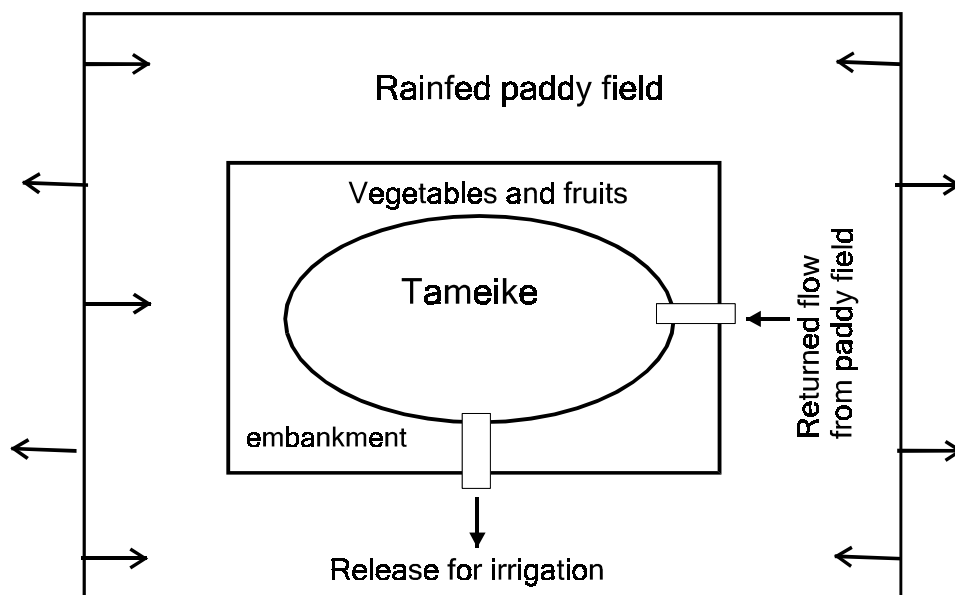 Rainfed paddy field
Vegetables and fruits
Tameike
Returned flow
from paddy field
embankment
Release for irrigation